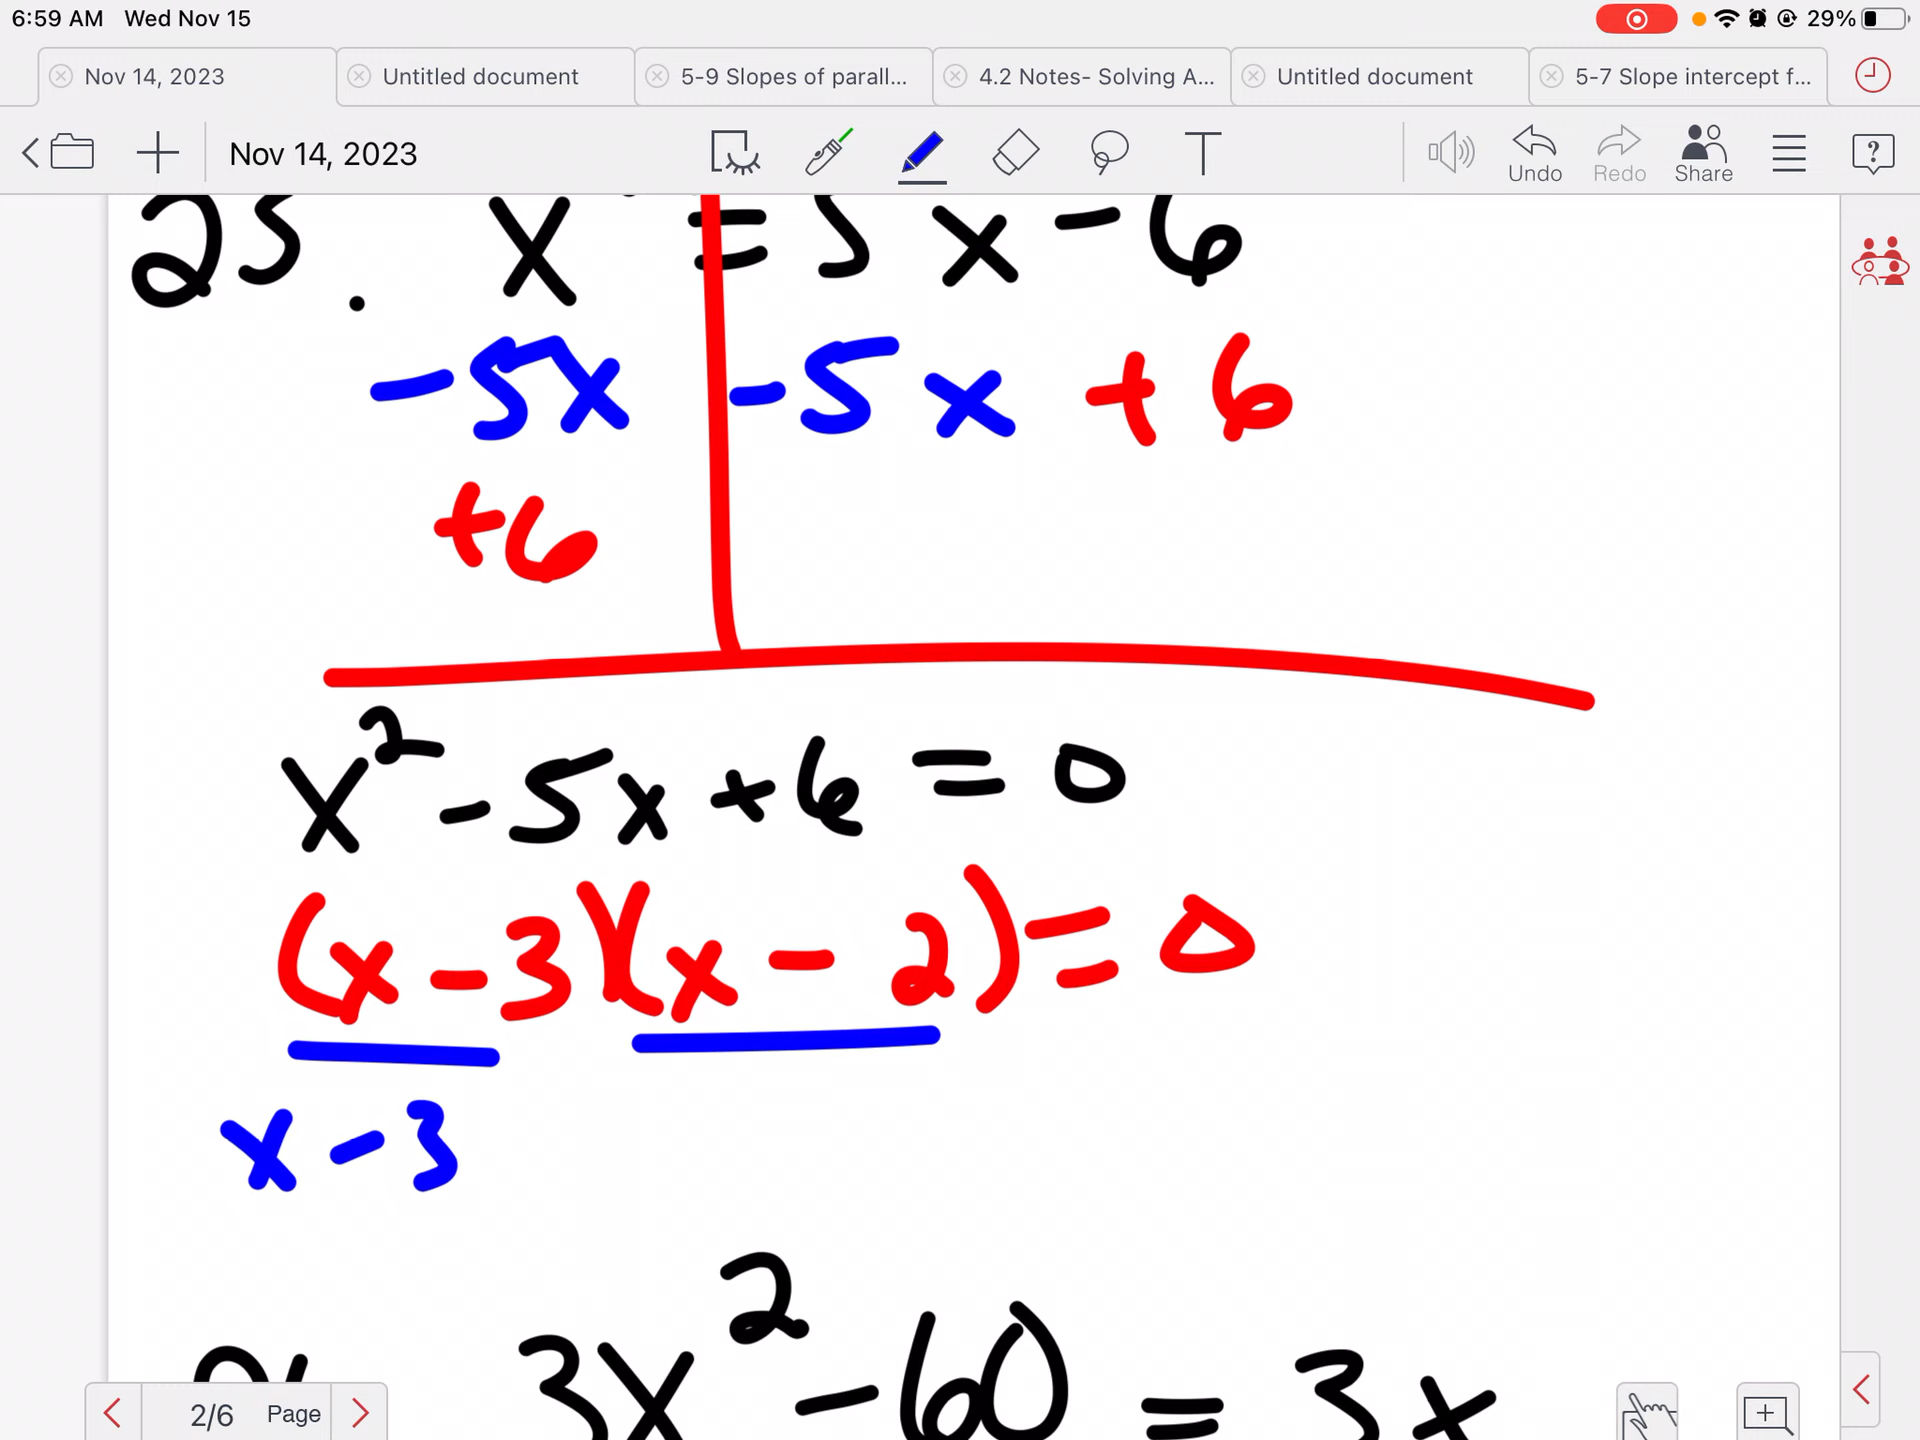 6:59 AM Wed Nov 15
29%
Nov 14, 2023
Untitled document
5-9 Slopes of parall...
4.2 Notes- Solving A...
Untitled document
5-7 Slope intercept f...
Nov 14, 2023
T
Undo
Redo
Share
?
25. x = 5x - 6
-5x -5x + 6
+6
x² - 5x + 6 = 0
(x - 3)(x - 2) = 0
x - 3
3x² - 60 = 3x
2/6 Page